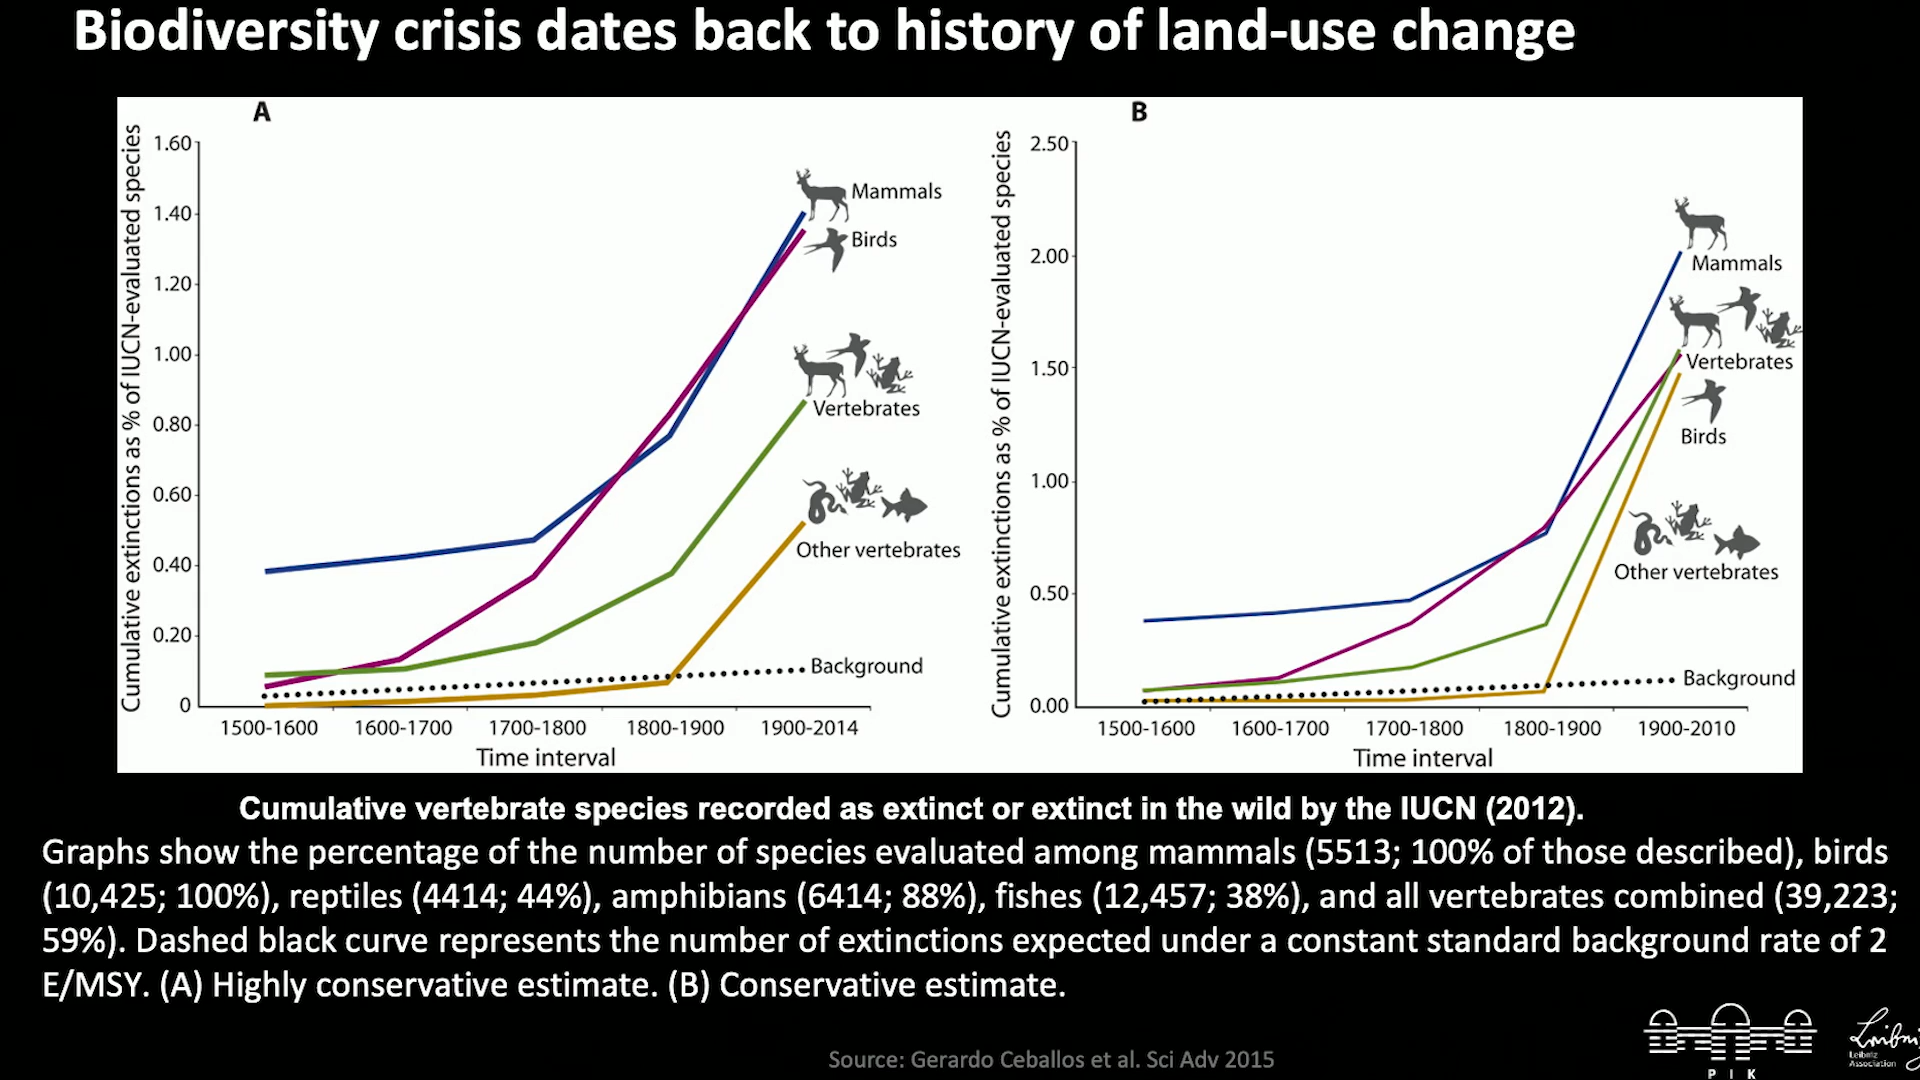 Biodiversity crisis dates back to history of land-use change
A
Cumulative extinctions as % of IUCN-evaluated species
1.60
1.40
1.20
1.00
0.80
0.60
0.40
0.20
0
Mammals
Birds
Vertebrates
Other vertebrates
Background
1500-1600 1600-1700 1700-1800 1800-1900 1900-2014
Time interval
B
Cumulative extinctions as % of IUCN-evaluated species
2.50
2.00
1.50
1.00
0.50
0.00
Mammals
Vertebrates
Birds
Other vertebrates
Background
1500-1600 1600-1700 1700-1800 1800-1900 1900-2010
Time interval
Cumulative vertebrate species recorded as extinct or extinct in the wild by the IUCN (2012).
Graphs show the percentage of the number of species evaluated among mammals (5513; 100% of those described), birds
(10,425; 100%), reptiles (4414; 44%), amphibians (6414; 88%), fishes (12,457; 38%), and all vertebrates combined (39,223;
59%). Dashed black curve represents the number of extinctions expected under a constant standard background rate of 2
E/MSY. (A) Highly conservative estimate. (B) Conservative estimate.
Source: Gerardo Ceballos et al. Sci Adv 2015
P I K
Leibniz
Leibniz
Association